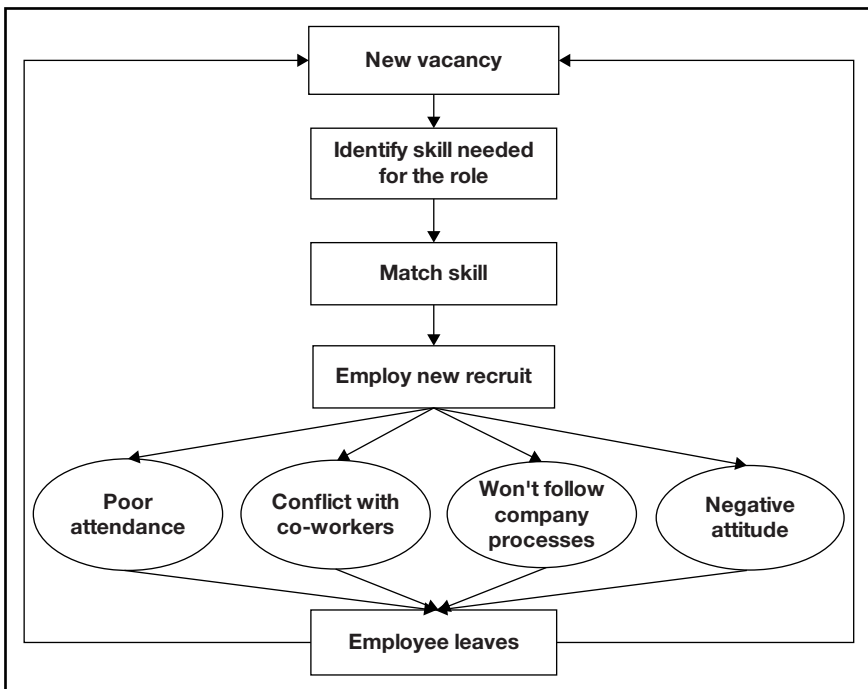 New vacancy
Identify skill needed
for the role
Match skill
Employ new recruit
Poor
attendance
Conflict with
co-workers
Won't follow
company
processes
Negative
attitude
Employee leaves